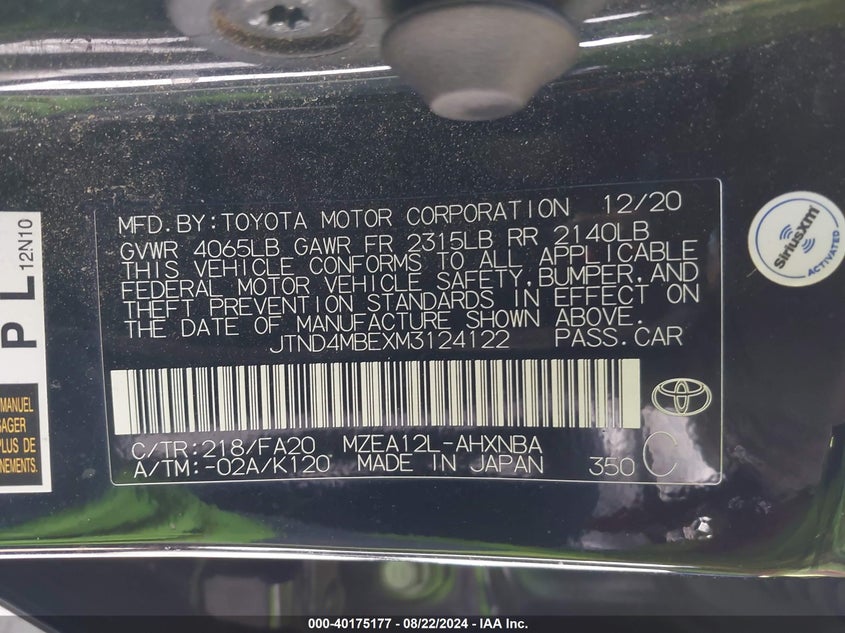 MFD.BY:TOYOTA MOTOR CORPORATION 12/20
GVWR 4065LB GAWR FR 2315LB RR 2140LB
THIS VEHICLE CONFORMS TO ALL APPLICABLE
FEDERAL MOTOR VEHICLE SAFETY,BUMPER,AND
THEFT PREVENTION STANDARDS IN EFFECT ON
THE DATE OF MANUFACTURE SHOWN ABOVE.
JTND4MBEXM3124122 PASS.CAR
C/TR:218/FA20 MZEA12L-AHXNBA
A/TM:-02A/K120 MADE IN JAPAN 350 C
SiriusXM
ACTIVATED
P L
12N10
MANUEL
000-40175177 - 08/22/2024 - IAA Inc.